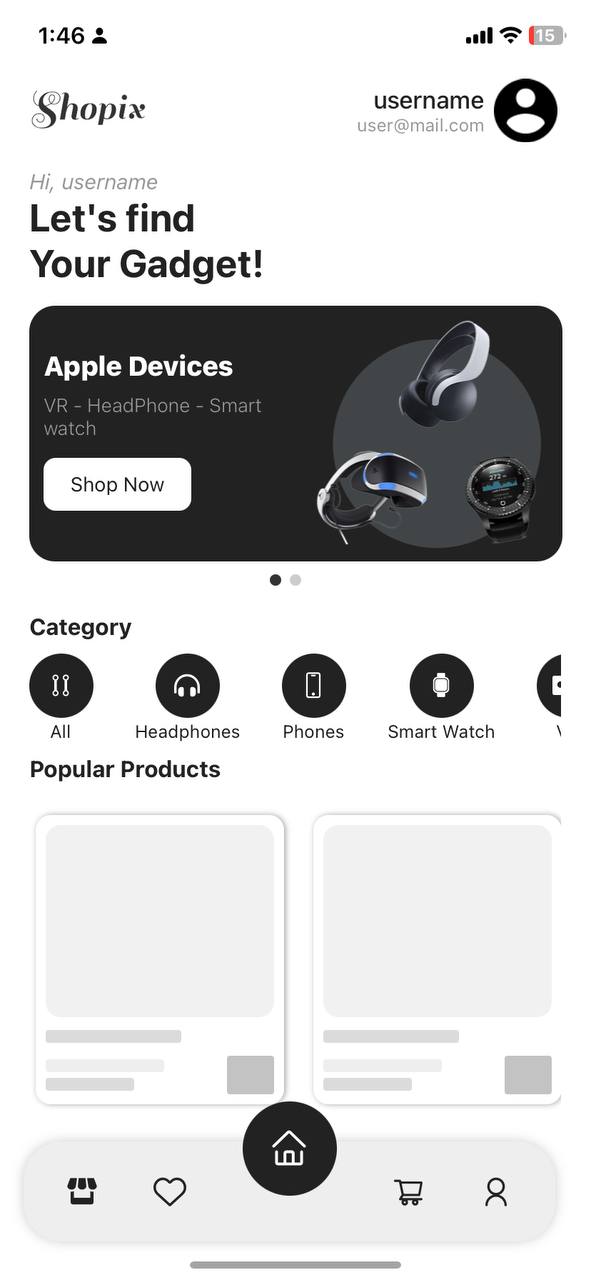 1:46
15
Shopix
username
user@mail.com
Hi, username
Let's find
Your Gadget!
Apple Devices
VR - HeadPhone - Smart
watch
Shop Now
272
Category
All
Headphones
Phones
Smart Watch
Popular Products